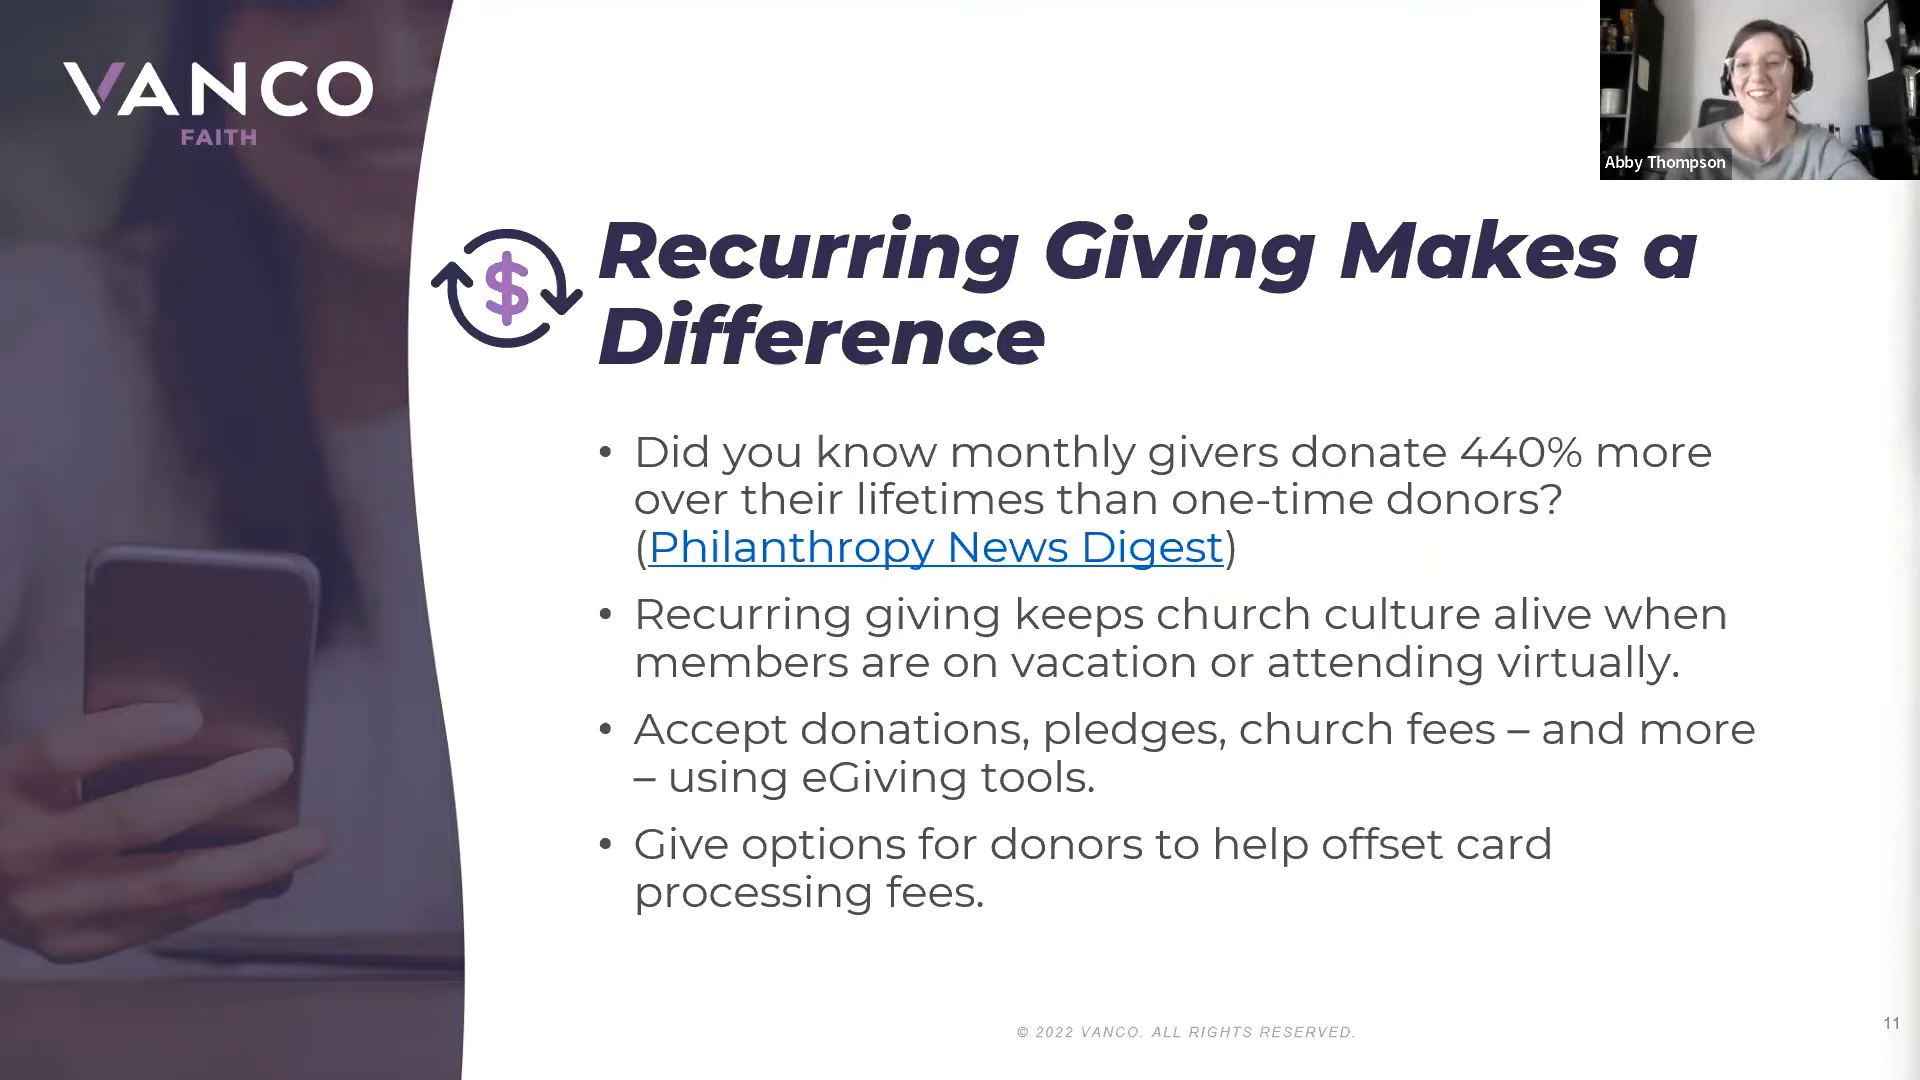 VANCO
FAITH
Abby Thompson
$
Recurring Giving Makes a
Difference
• Did you know monthly givers donate 440% more
over their lifetimes than one-time donors?
(Philanthropy News Digest)
• Recurring giving keeps church culture alive when
members are on vacation or attending virtually.
• Accept donations, pledges, church fees – and more
– using eGiving tools.
• Give options for donors to help offset card
processing fees.
© 2022 VANCO. ALL RIGHTS RESERVED.
11